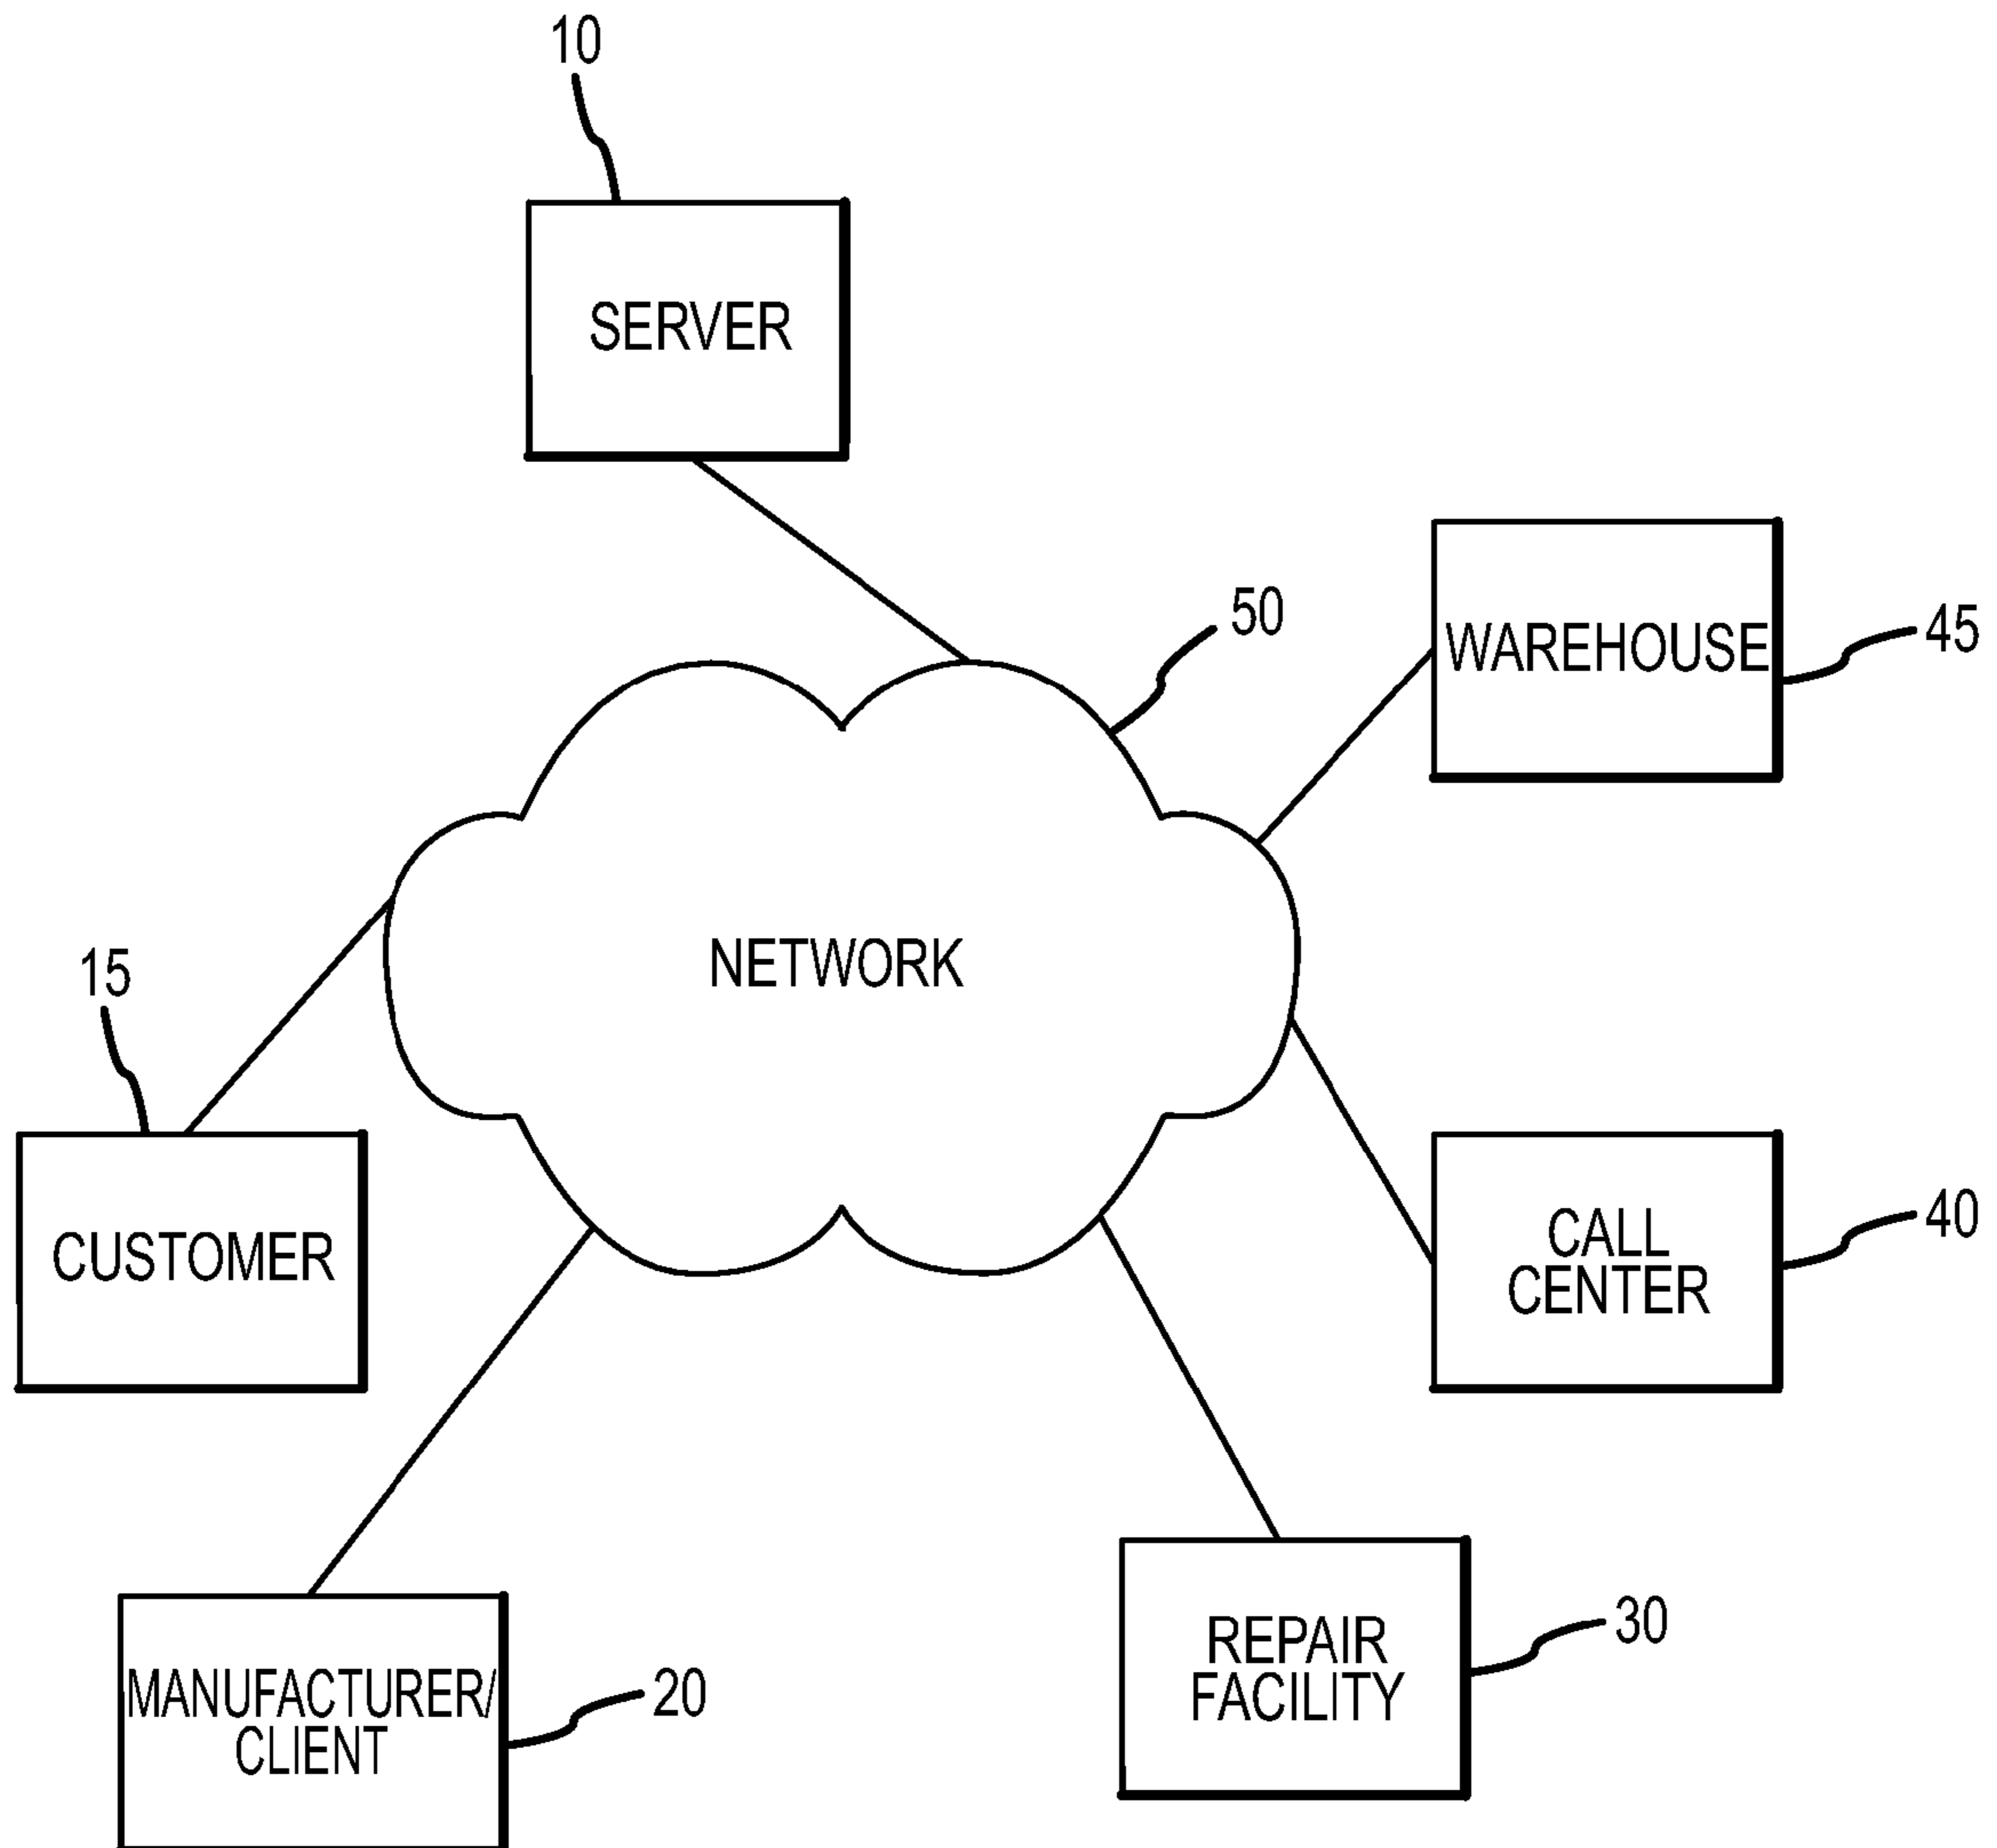 10
SERVER
50
WAREHOUSE
45
NETWORK
15
CUSTOMER
CALL
CENTER
40
MANUFACTURER/
CLIENT
20
REPAIR
FACILITY
30